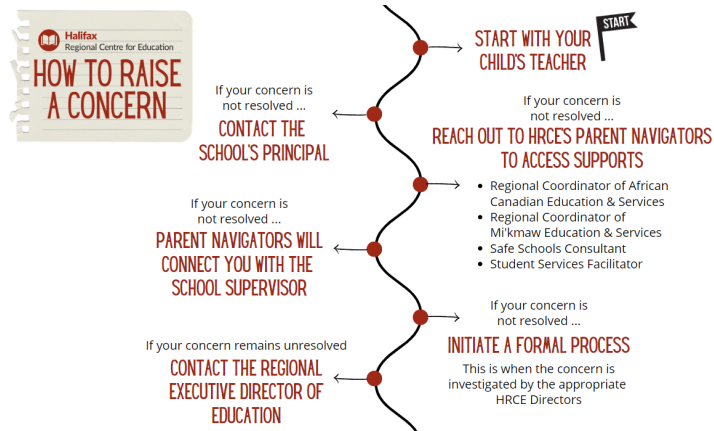 Halifax
Regional Centre for Education
HOW TO RAISE
A CONCERN
START
START WITH YOUR
CHILD'S TEACHER
If your concern is
not resolved ...
CONTACT THE
SCHOOL'S PRINCIPAL
If your concern is
not resolved ...
REACH OUT TO HRCE'S PARENT NAVIGATORS
TO ACCESS SUPPORTS
• Regional Coordinator of African
Canadian Education & Services
• Regional Coordinator of
Mi'kmaw Education & Services
• Safe Schools Consultant
• Student Services Facilitator
If your concern is
not resolved ...
PARENT NAVIGATORS WILL
CONNECT YOU WITH THE
SCHOOL SUPERVISOR
If your concern is
not resolved ...
INITIATE A FORMAL PROCESS
This is when the concern is
investigated by the appropriate
HRCE Directors
If your concern remains unresolved
CONTACT THE REGIONAL
EXECUTIVE DIRECTOR OF
EDUCATION